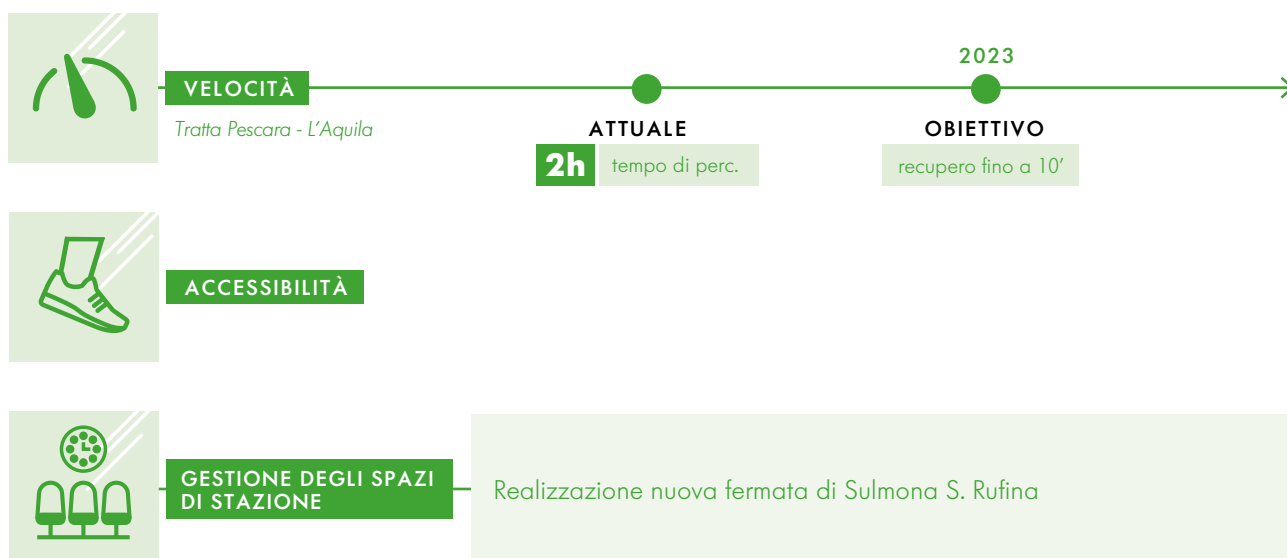 2023
VELOCITÀ
Tratta Pescara - L'Aquila
ATTUALE
OBIETTIVO
2h tempo di perc.
recupero fino a 10’
ACCESSIBILITÀ
GESTIONE DEGLI SPAZI
DI STAZIONE
Realizzazione nuova fermata di Sulmona S. Rufina